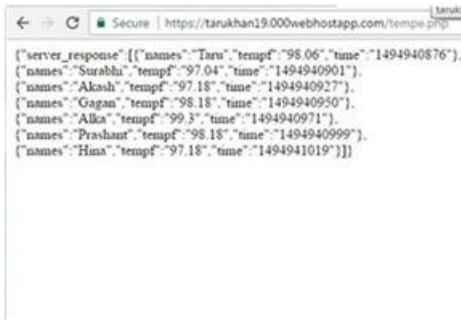 Secure | https://tarukhan19.000webhostapp.com/tempe.php
{"server_response":[{"names":"Taru","tempf":"98.06","time":"1494940876"},
{"names":"Surabhi","tempf":"97.04","time":"1494940901"},
{"names":"Akash","tempf":"97.18","time":"1494940927"},
{"names":"Gagan","tempf":"98.18","time":"1494940950"},
{"names":"Alka","tempf":"99.3","time":"1494940971"},
{"names":"Prashant","tempf":"98.18","time":"1494940999"},
{"names":"Hina","tempf":"97.18","time":"1494941019"}]}